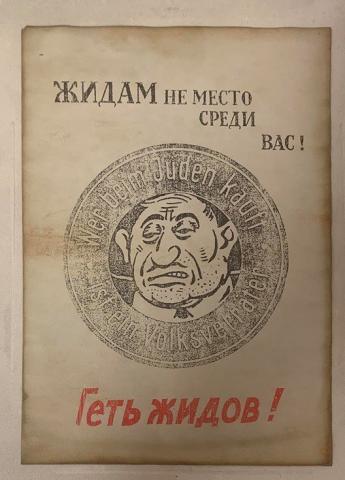 ЖИДАМ НЕ МЕСТО
СРЕДИ
ВАС!
Wer beim Juden kauft
ist ein Volksverräter
Геть жидов!